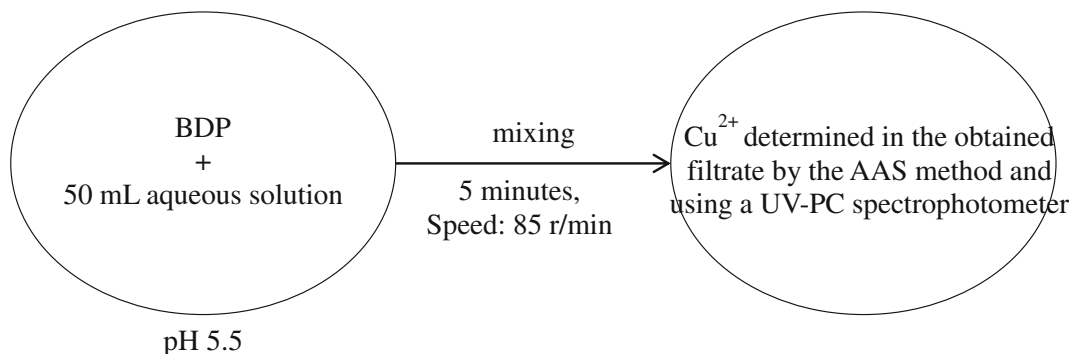 BDP
+
50 mL aqueous solution
pH 5.5
mixing
5 minutes,
Speed: 85 r/min
Cu²⁺ determined in the obtained
filtrate by the AAS method and
using a UV-PC spectrophotometer